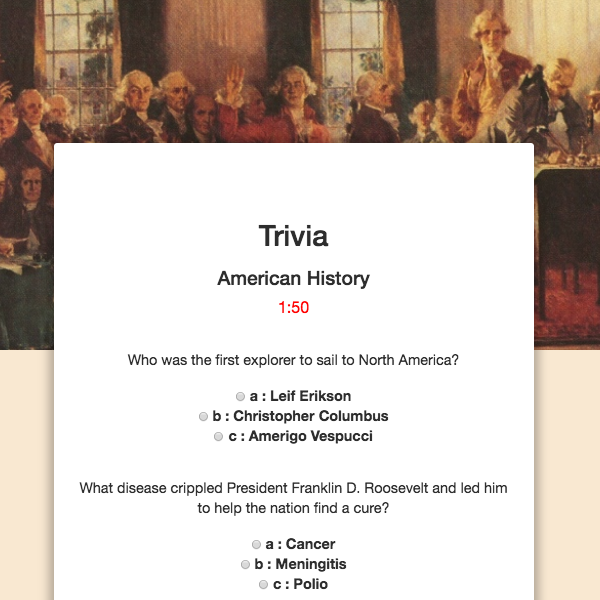 Trivia
American History
1:50
Who was the first explorer to sail to North America?
a : Leif Erikson
b : Christopher Columbus
c : Amerigo Vespucci
What disease crippled President Franklin D. Roosevelt and led him
to help the nation find a cure?
a : Cancer
b : Meningitis
c : Polio